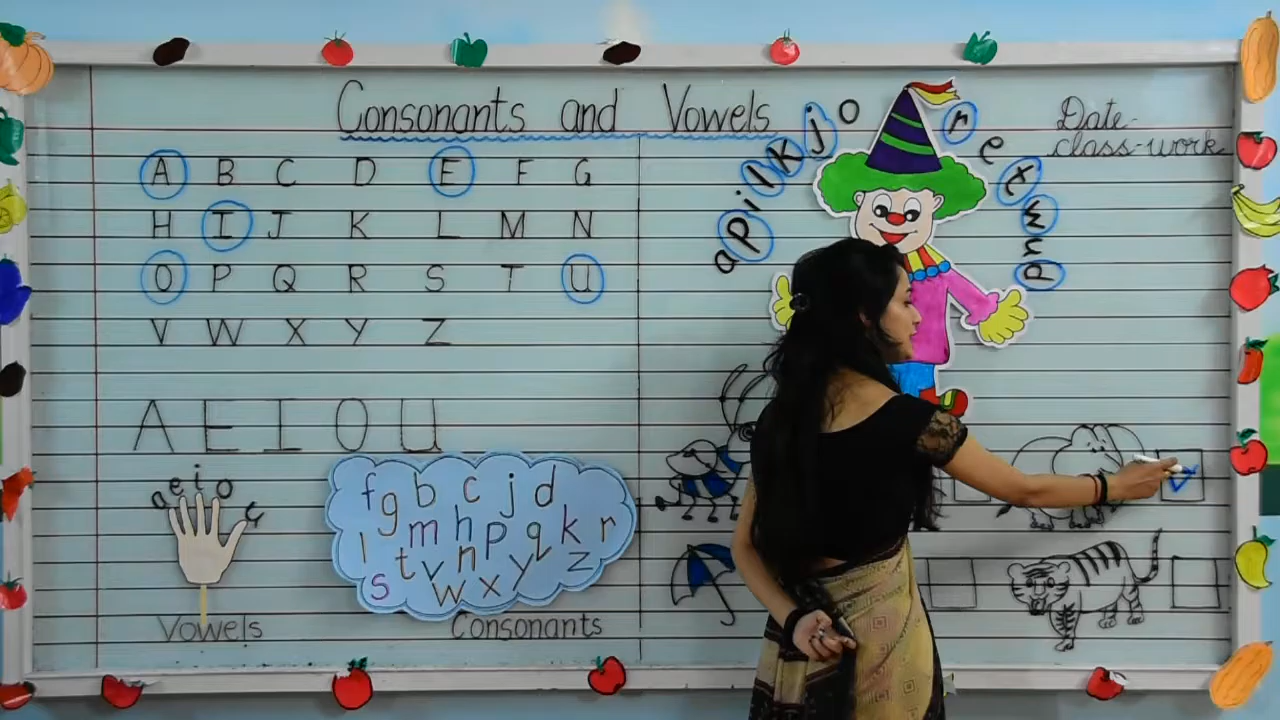 Consonants and Vowels
Date-
class-work
A B C D E F G
H I J K L M N
O P Q R S T U
V W X Y Z
A E I O U
a p i l k j o
r e t w u d
a e i o u
f g b c j d
m h p q k r
l t v n y z
s w x
Vowels
Consonants